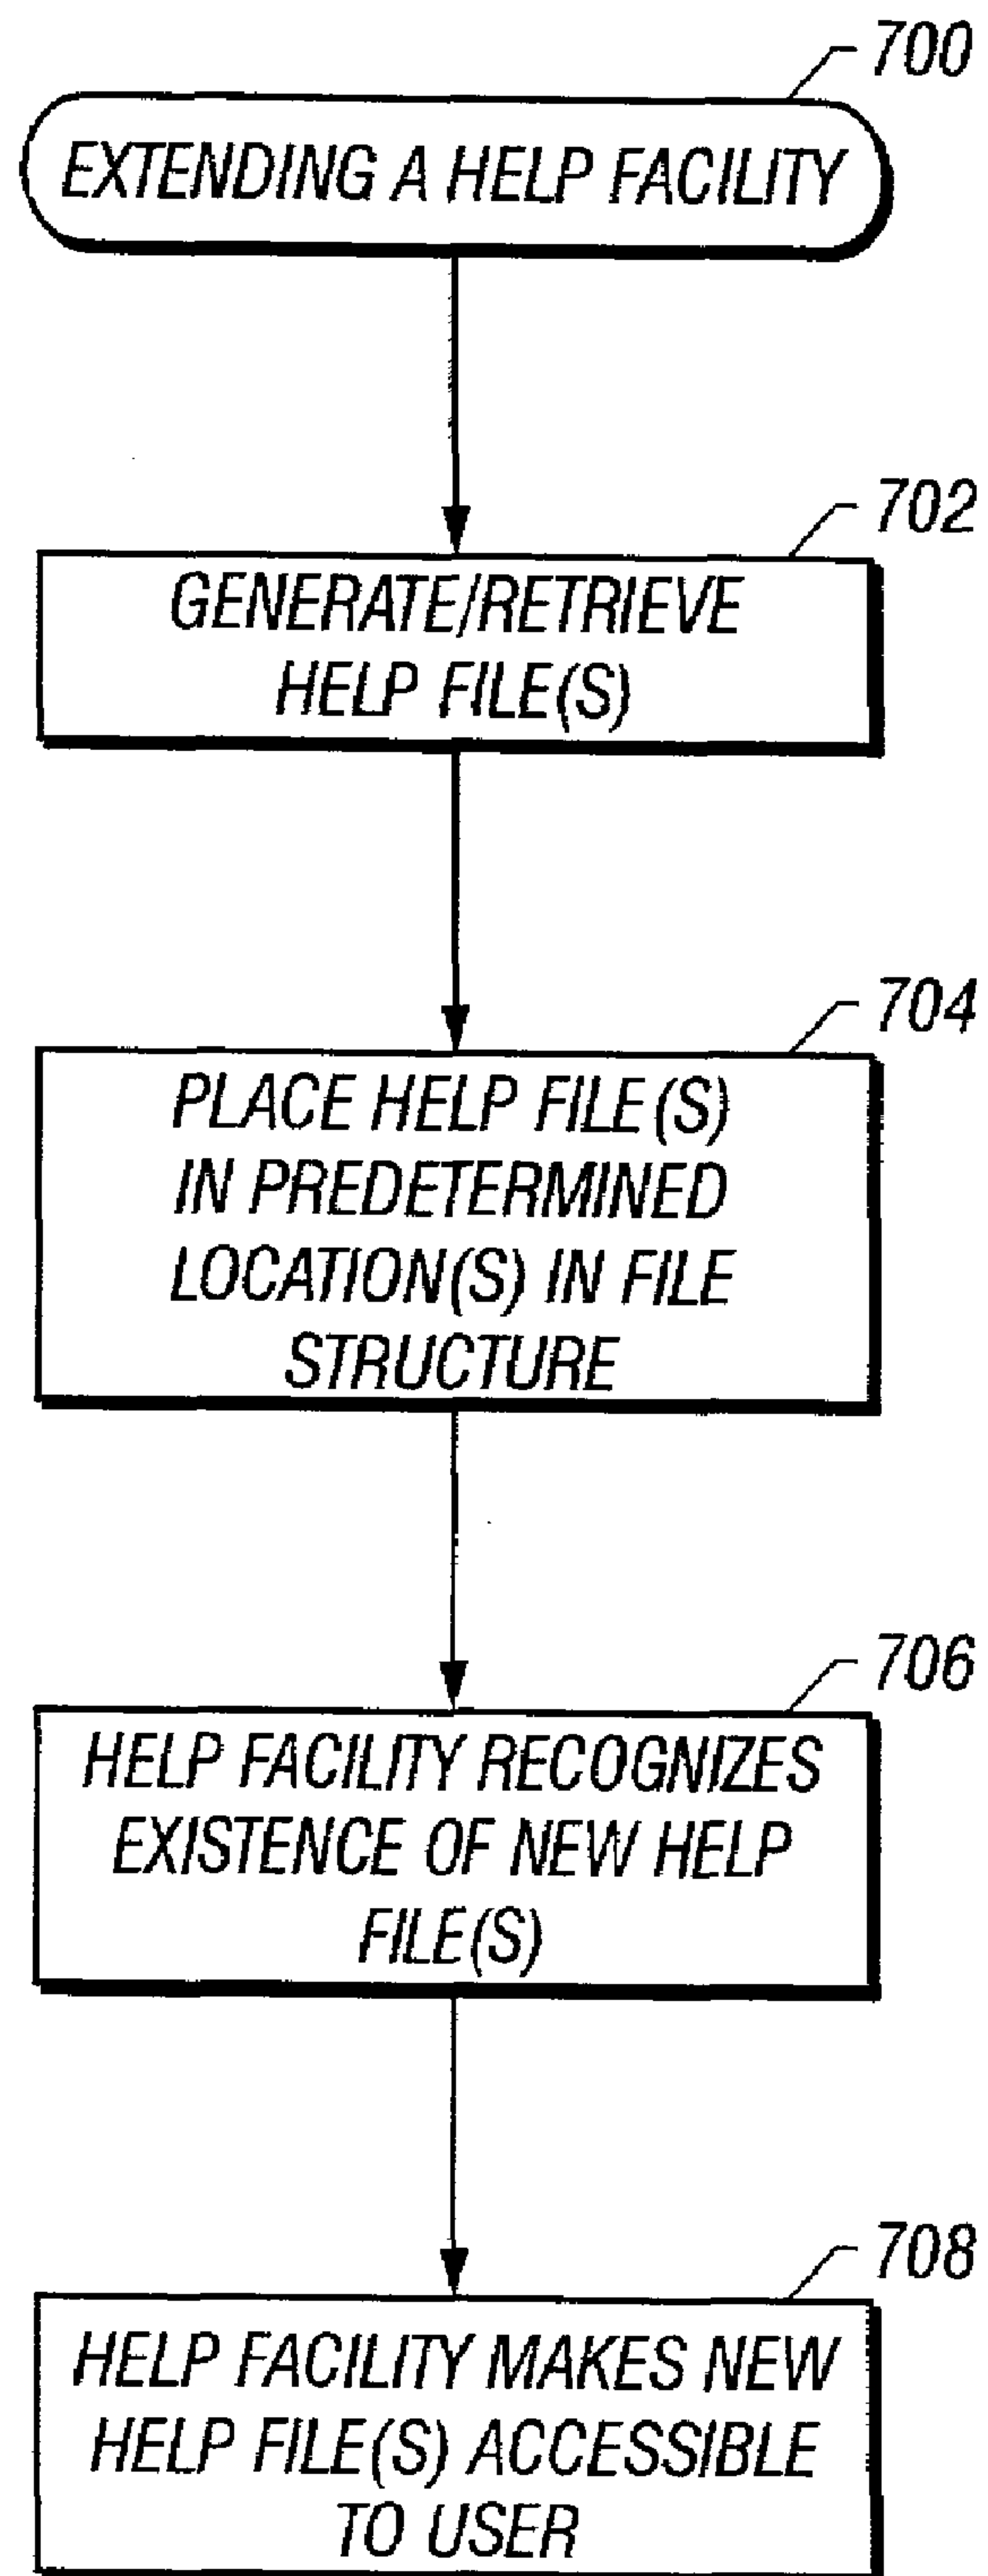 700
EXTENDING A HELP FACILITY
702
GENERATE/RETRIEVE
HELP FILE(S)
704
PLACE HELP FILE(S)
IN PREDETERMINED
LOCATION(S) IN FILE
STRUCTURE
706
HELP FACILITY RECOGNIZES
EXISTENCE OF NEW HELP
FILE(S)
708
HELP FACILITY MAKES NEW
HELP FILE(S) ACCESSIBLE
TO USER